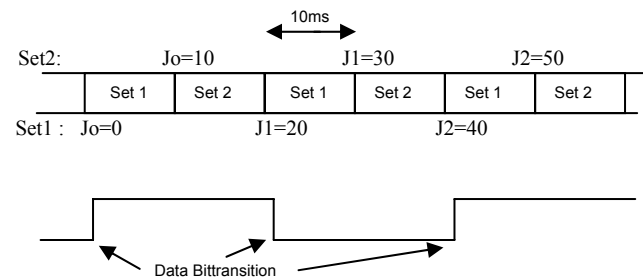 10ms
Set2: Jo=10 J1=30 J2=50
Set 1 Set 2 Set 1 Set 2 Set 1 Set 2
Set1 : Jo=0 J1=20 J2=40
Data Bittransition